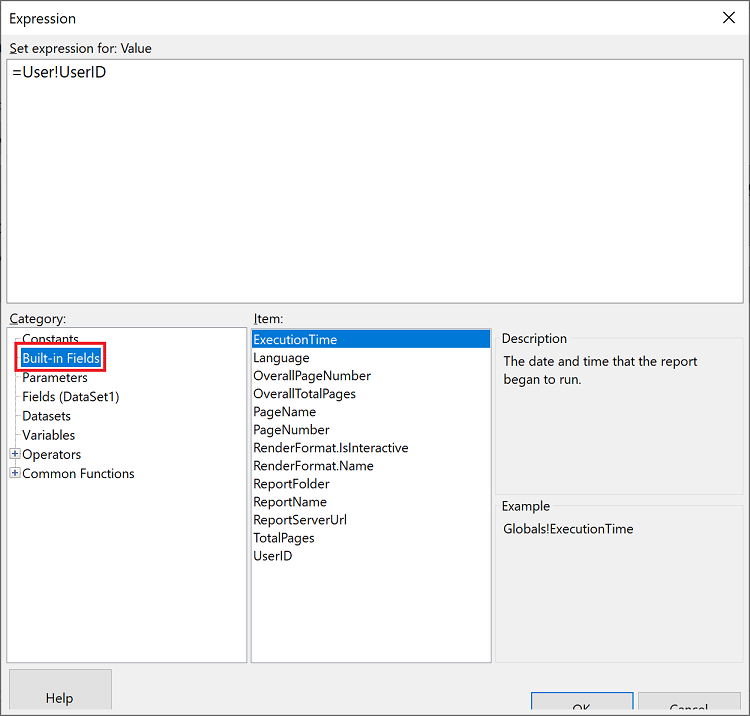 Expression
Set expression for: Value
=User!UserID
Category:
Constants
Built-in Fields
Parameters
Fields (DataSet1)
Datasets
Variables
Operators
Common Functions
Item:
ExecutionTime
Language
OverallPageNumber
OverallTotalPages
PageName
PageNumber
RenderFormat.IsInteractive
RenderFormat.Name
ReportFolder
ReportName
ReportServerUrl
TotalPages
UserID
Description
The date and time that the report
began to run.
Example
Globals!ExecutionTime
Help
OK
Cancel